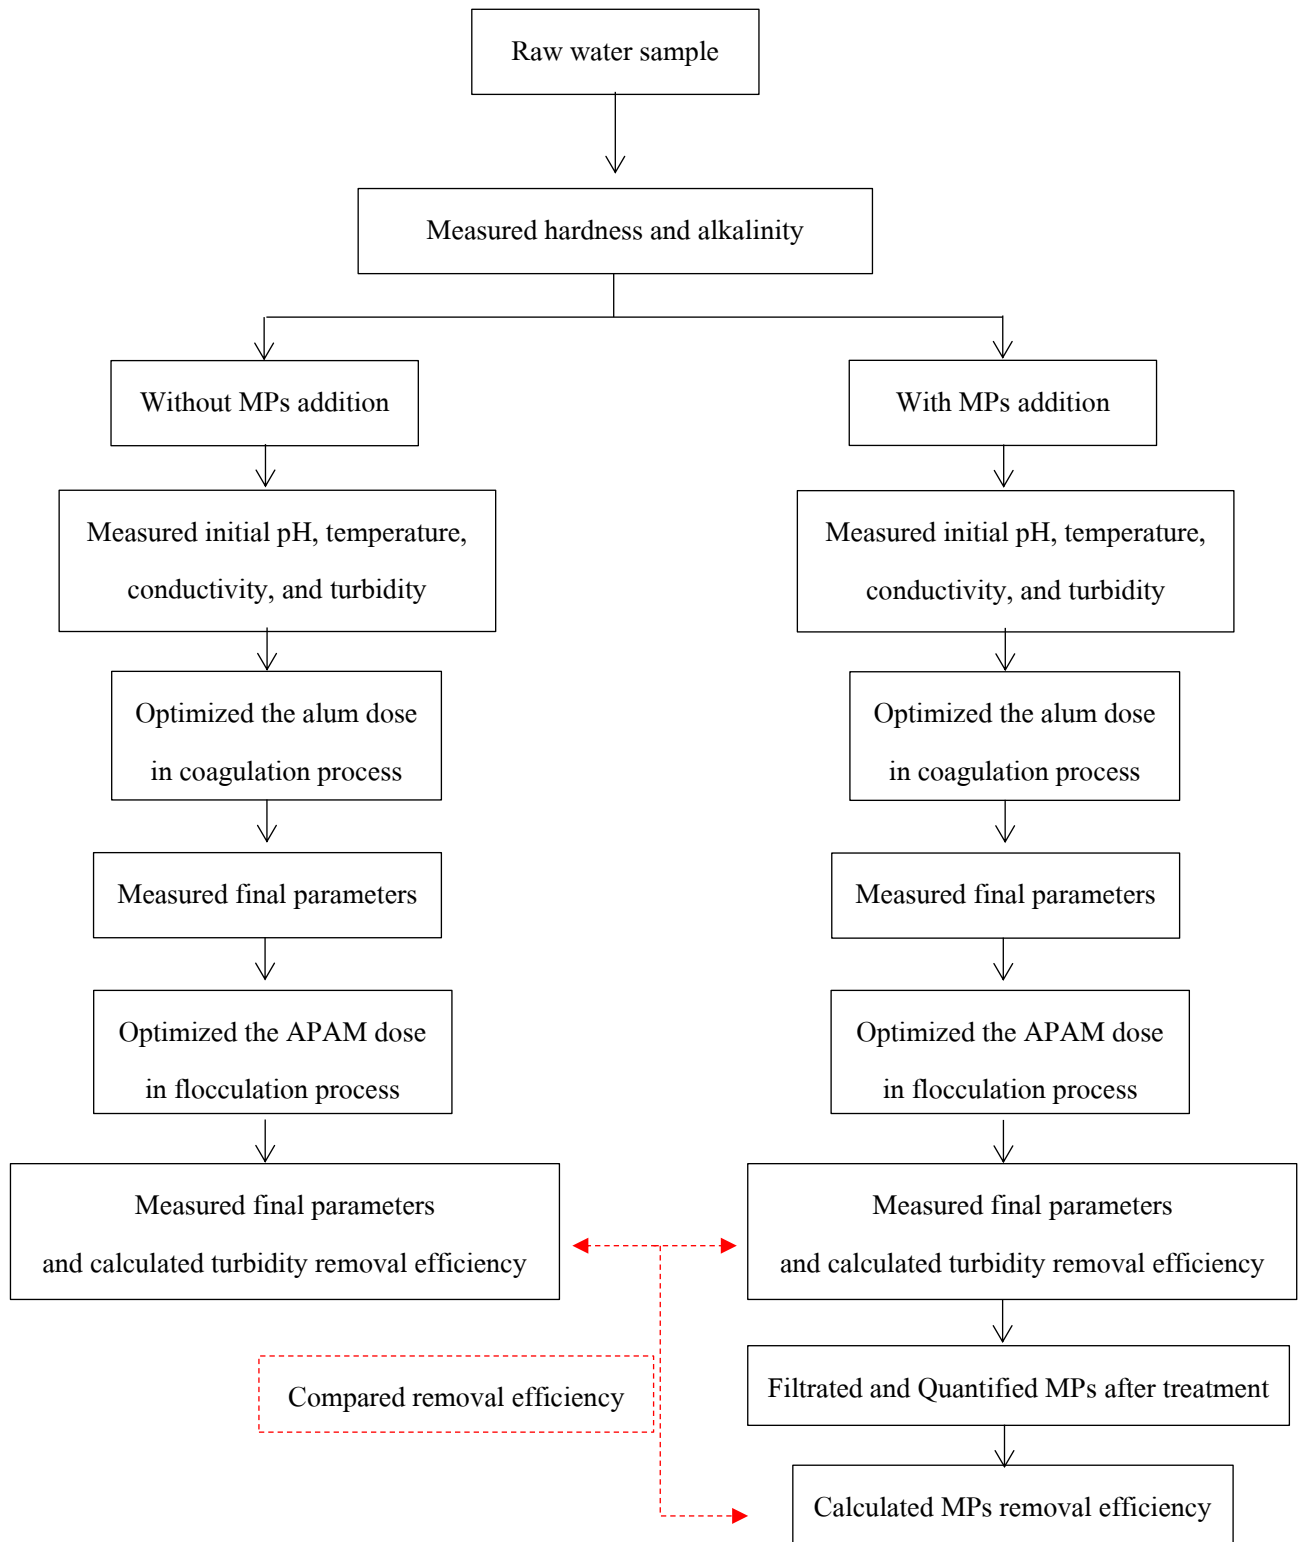 Raw water sample
Measured hardness and alkalinity
Without MPs addition
With MPs addition
Measured initial pH, temperature,
conductivity, and turbidity
Measured initial pH, temperature,
conductivity, and turbidity
Optimized the alum dose
in coagulation process
Optimized the alum dose
in coagulation process
Measured final parameters
Measured final parameters
Optimized the APAM dose
in flocculation process
Optimized the APAM dose
in flocculation process
Measured final parameters
and calculated turbidity removal efficiency
Measured final parameters
and calculated turbidity removal efficiency
Compared removal efficiency
Filtrated and Quantified MPs after treatment
Calculated MPs removal efficiency